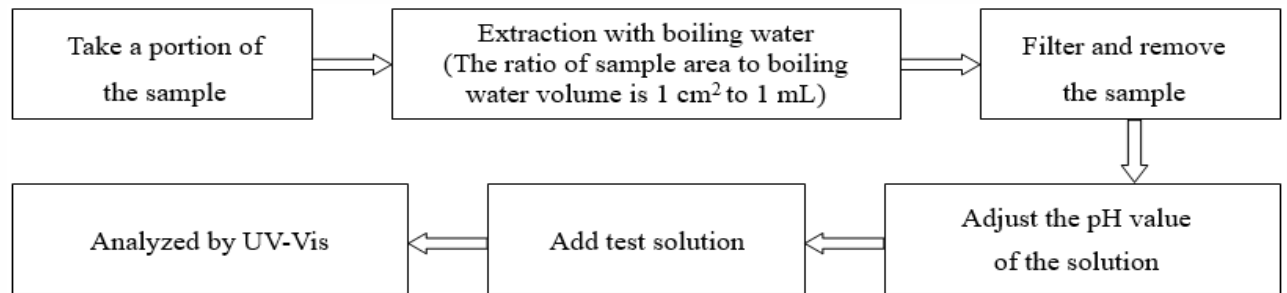 Take a portion of
the sample
Extraction with boiling water
(The ratio of sample area to boiling
water volume is 1 cm² to 1 mL)
Filter and remove
the sample
Adjust the pH value
of the solution
Add test solution
Analyzed by UV-Vis